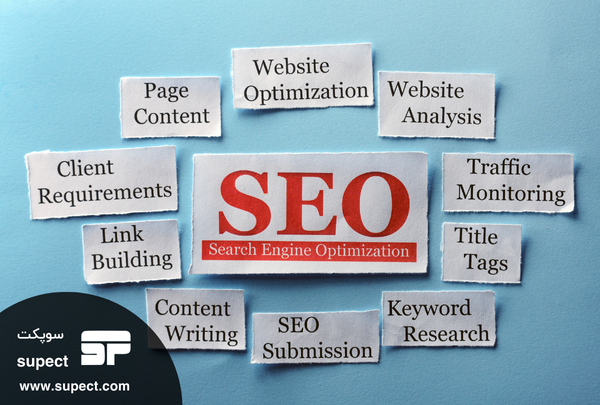 Website
Optimization
Page
Content
Website
Analysis
Client
Requirements
SEO
Search Engine Optimization
Traffic
Monitoring
Link
Building
Title
Tags
Content
Writing
SEO
Submission
Keyword
Research
سوپکت
supect
SP
www.supect.com